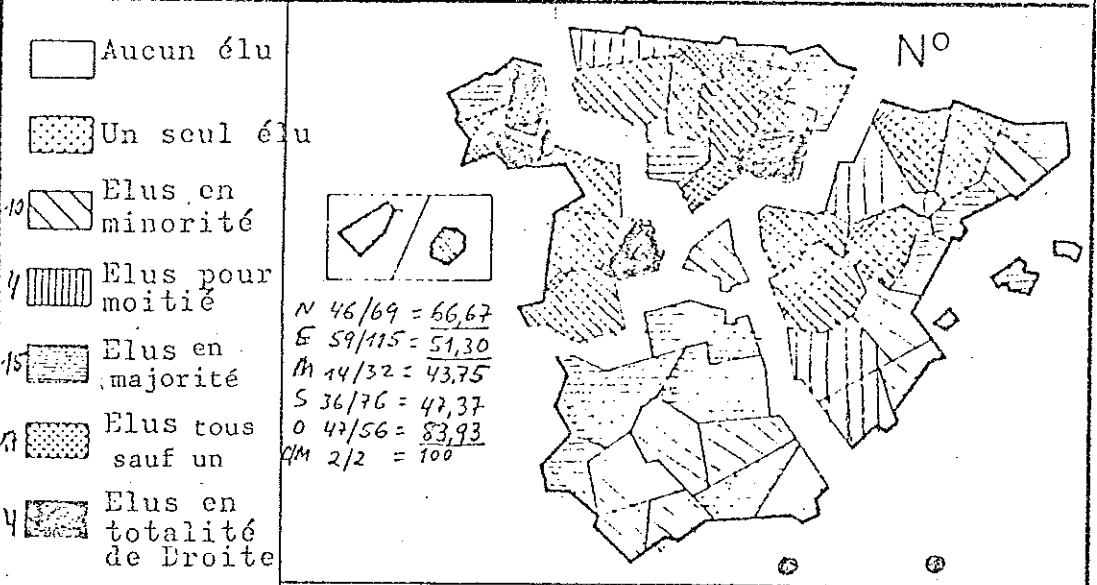 Aucun élu
Un seul élu
10 Elus en
minorité
4 Elus pour
moitié
15 Elus en
majorité
17 Elus tous
sauf un
4 Elus en
totalité
de Droite
N°
N 46/69 = 66,67
E 59/115 = 51,30
M 14/32 = 43,75
S 36/76 = 47,37
O 47/56 = 83,93
C/M 2/2 = 100